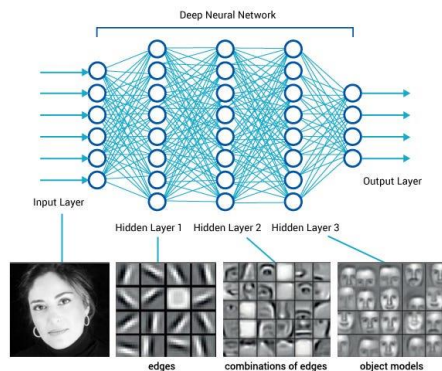 Deep Neural Network
Input Layer
Output Layer
Hidden Layer 1 Hidden Layer 2 Hidden Layer 3
edges combinations of edges object models